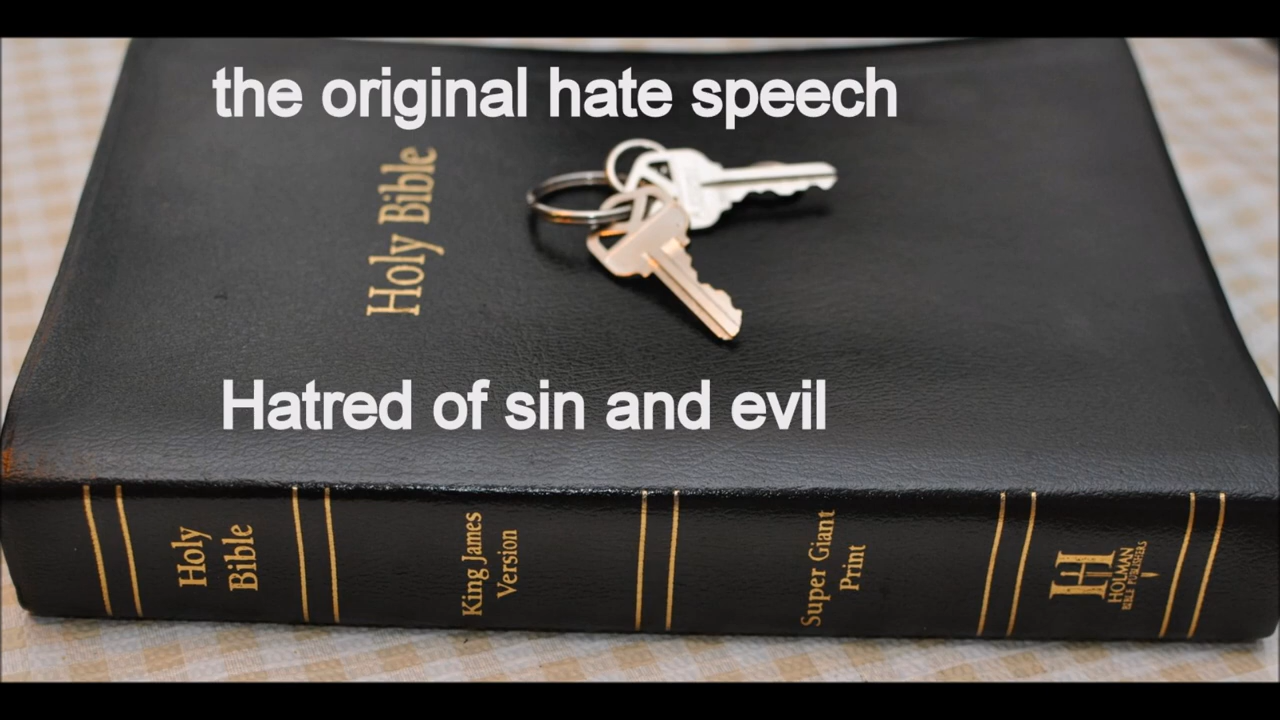 the original hate speech
Holy Bible
Hatred of sin and evil
Holy
Bible
King James
Version
Super Giant
Print
HOLMAN
BIBLE PUBLISHERS